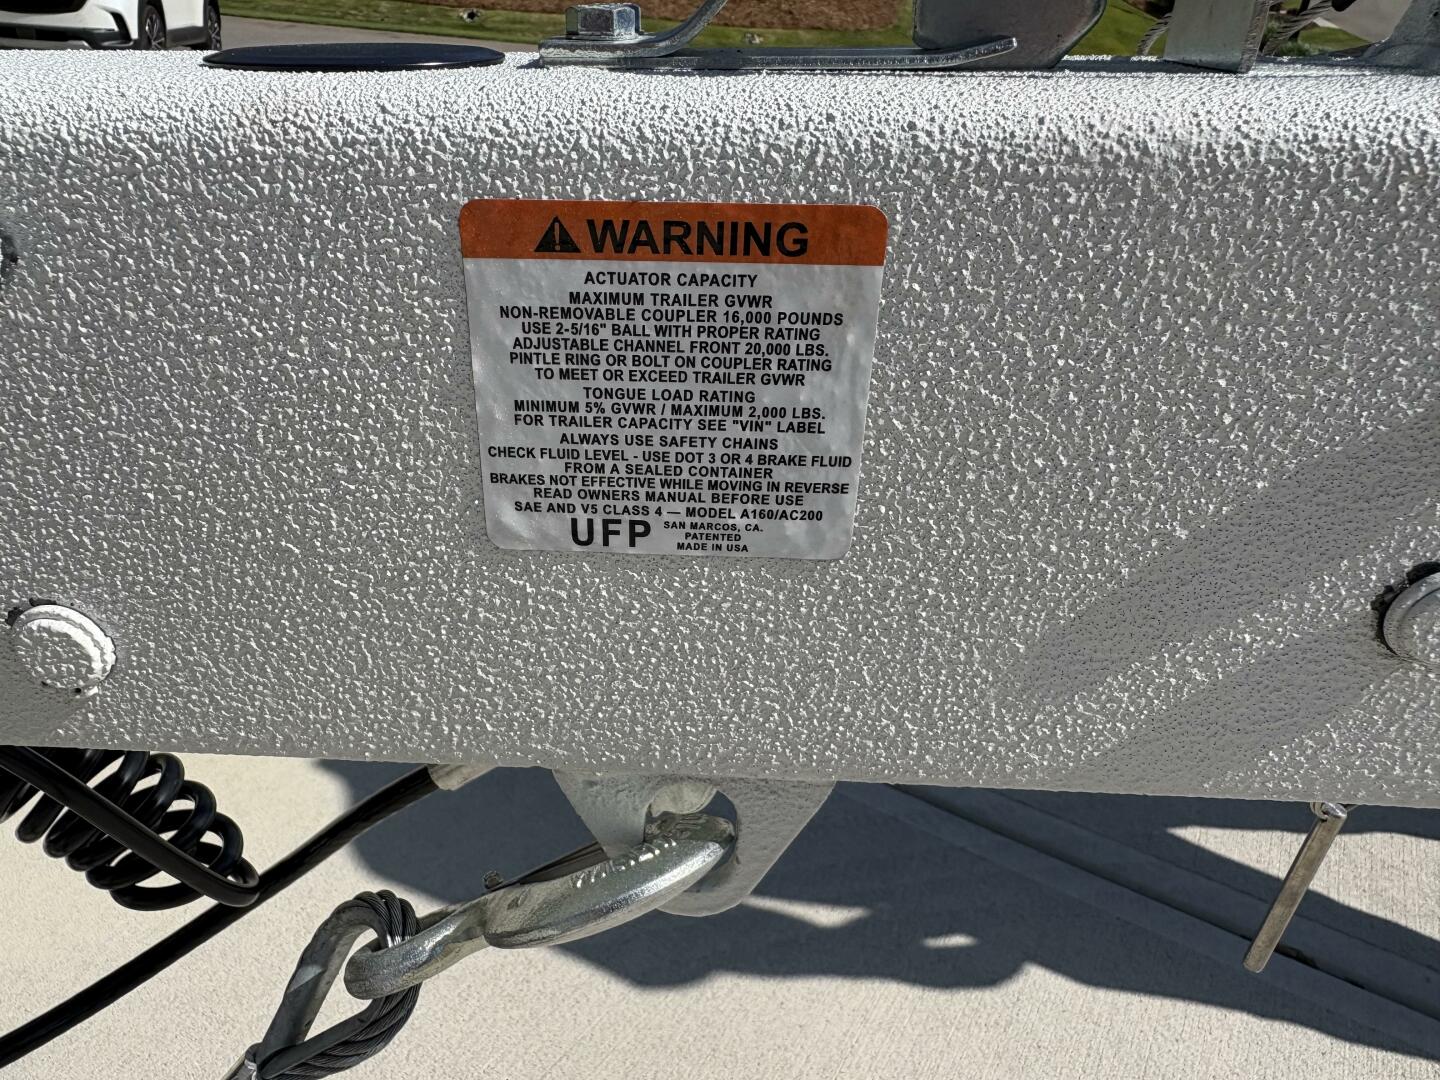 WARNING
ACTUATOR CAPACITY
MAXIMUM TRAILER GVWR
NON-REMOVABLE COUPLER 16,000 POUNDS
USE 2-5/16" BALL WITH PROPER RATING
ADJUSTABLE CHANNEL FRONT 20,000 LBS.
PINTLE RING OR BOLT ON COUPLER RATING
TO MEET OR EXCEED TRAILER GVWR
TONGUE LOAD RATING
MINIMUM 5% GVWR / MAXIMUM 2,000 LBS.
FOR TRAILER CAPACITY SEE "VIN" LABEL
ALWAYS USE SAFETY CHAINS
CHECK FLUID LEVEL - USE DOT 3 OR 4 BRAKE FLUID
FROM A SEALED CONTAINER
BRAKES NOT EFFECTIVE WHILE MOVING IN REVERSE
READ OWNERS MANUAL BEFORE USE
SAE AND V5 CLASS 4 — MODEL A160/AC200
UFP
SAN MARCOS, CA.
PATENTED
MADE IN USA